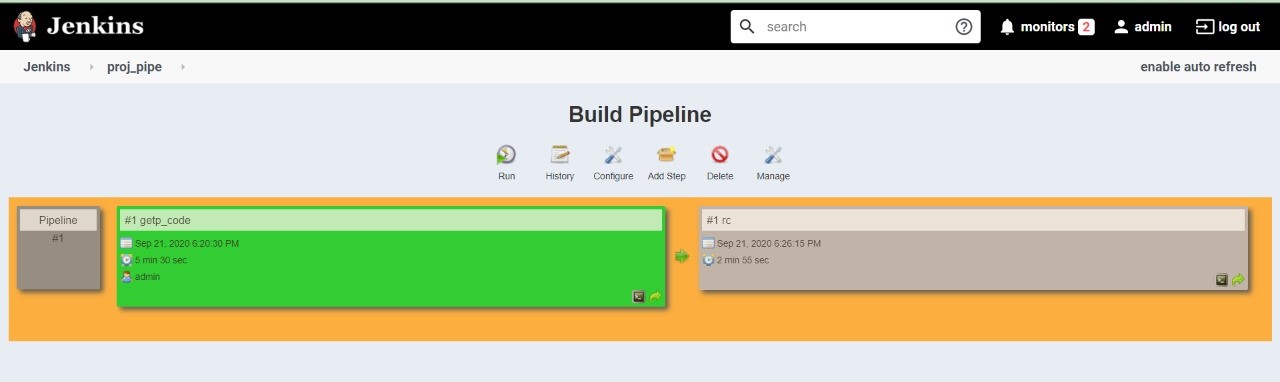 Jenkins
search
monitors 2
admin
log out
Jenkins
proj_pipe
enable auto refresh
Build Pipeline
Run
History
Configure
Add Step
Delete
Manage
Pipeline
#1
#1 getp_code
Sep 21, 2020 6:20:30 PM
5 min 30 sec
admin
#1 rc
Sep 21, 2020 6:26:15 PM
2 min 55 sec